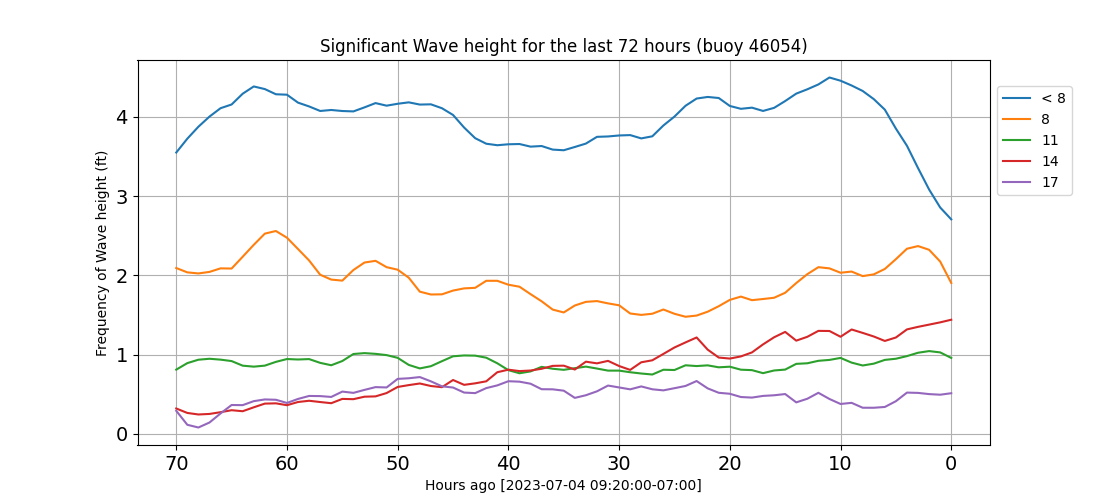 Significant Wave height for the last 72 hours (buoy 46054)
Frequency of Wave height (ft)
4
3
2
1
0
70 60 50 40 30 20 10 0
Hours ago [2023-07-04 09:20:00-07:00]
< 8
8
11
14
17